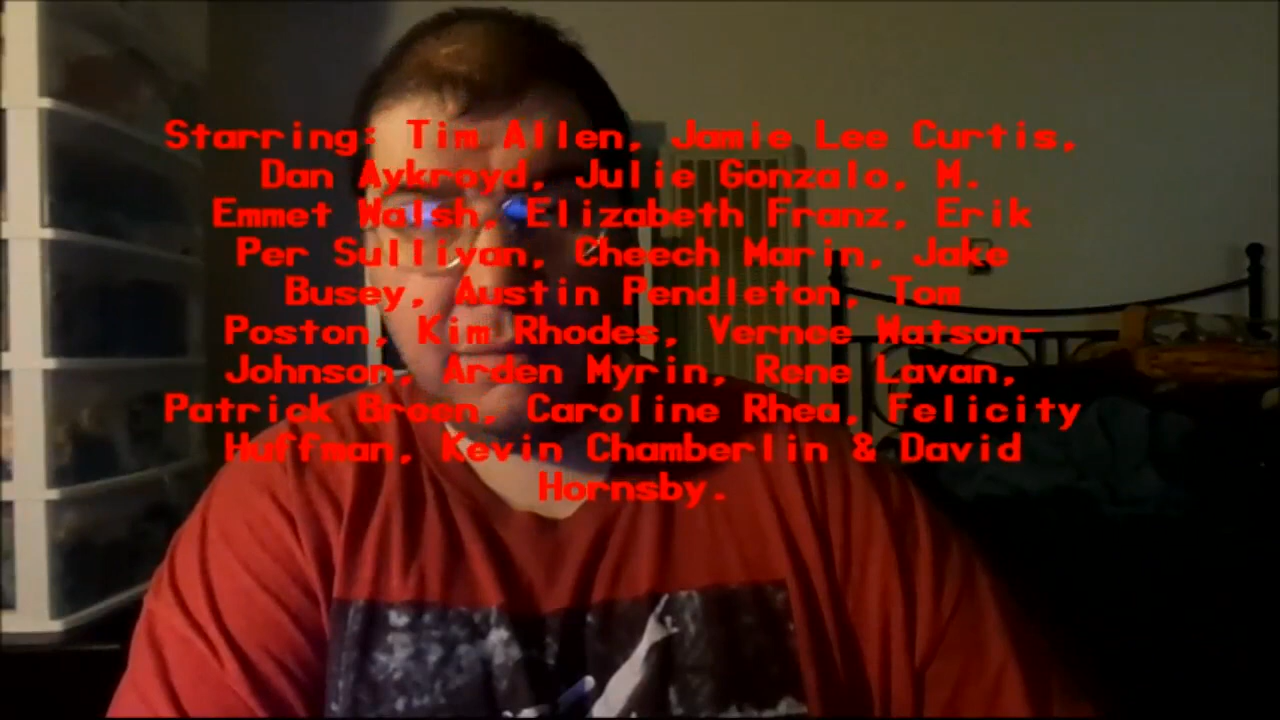 Starring: Tim Allen, Jamie Lee Curtis,
Dan Aykroyd, Julie Gonzalo, M.
Emmet Walsh, Elizabeth Franz, Erik
Per Sullivan, Cheech Marin, Jake
Busey, Austin Pendleton, Tom
Poston, Kim Rhodes, Vernee Watson-
Johnson, Arden Myrin, Rene Lavan,
Patrick Breen, Caroline Rhea, Felicity
Huffman, Kevin Chamberlin & David
Hornsby.